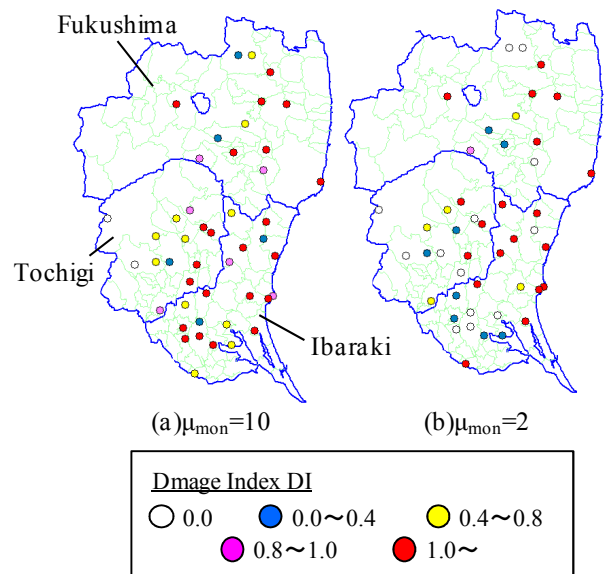 Fukushima
Tochigi
Ibaraki
(a)μmon=10 (b)μmon=2
Dmage Index DI
0.0 0.0～0.4 0.4～0.8
0.8～1.0 1.0～